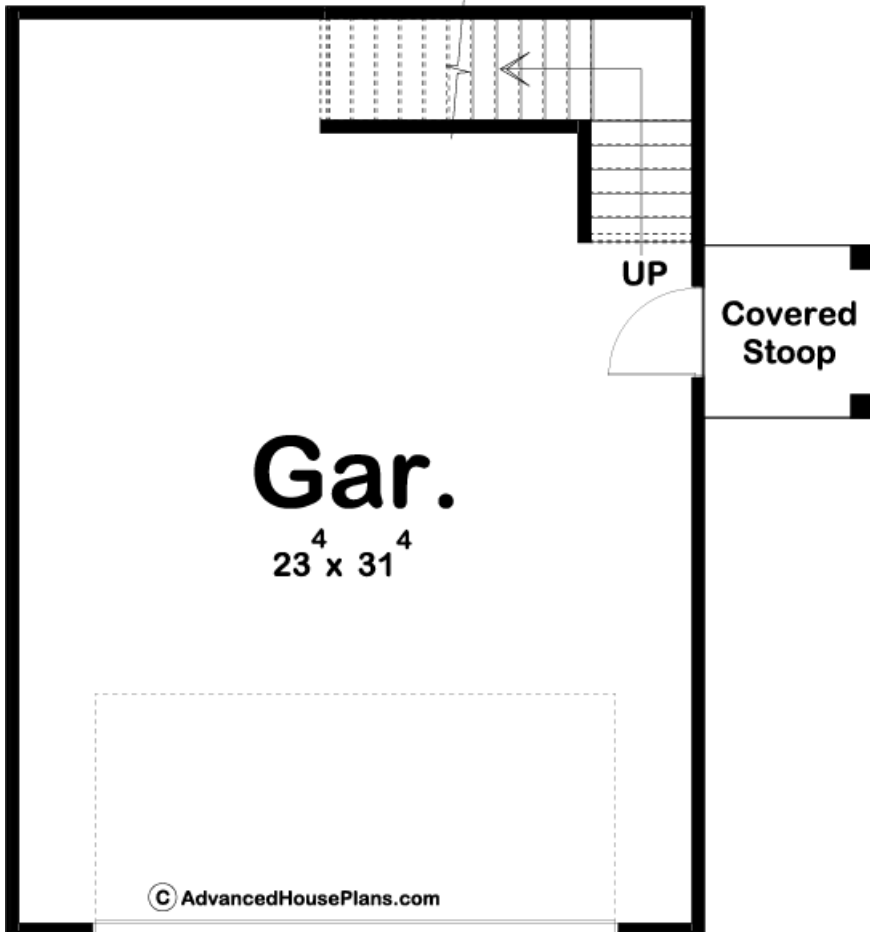 UP
Covered
Stoop
Gar.
23⁴ x 31⁴
© AdvancedHousePlans.com